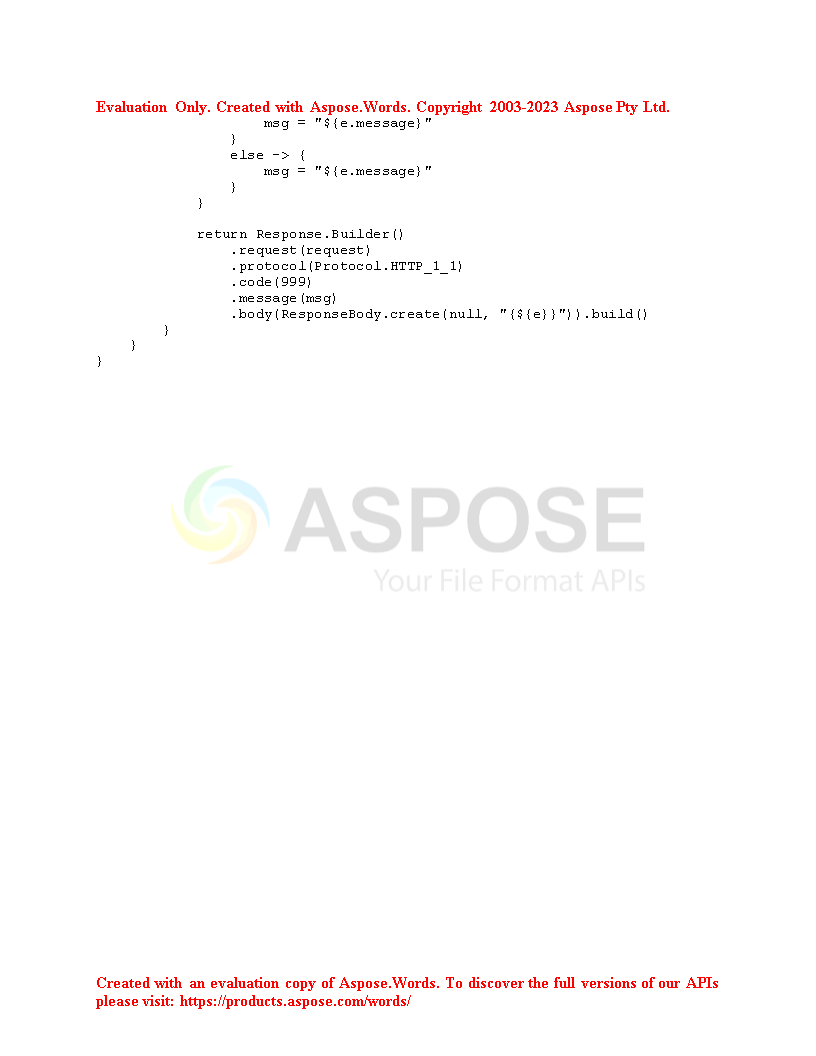 Evaluation Only. Created with Aspose.Words. Copyright 2003-2023 Aspose Pty Ltd.
                    msg = "${e.message}"
                }
                else -> {
                    msg = "${e.message}"
                }
            }

            return Response.Builder()
                .request(request)
                .protocol(Protocol.HTTP_1_1)
                .code(999)
                .message(msg)
                .body(ResponseBody.create(null, "{${e}}")).build()
        }
    }
}
ASPOSE
Your File Format APIs
Created with an evaluation copy of Aspose.Words. To discover the full versions of our APIs
please visit: https://products.aspose.com/words/